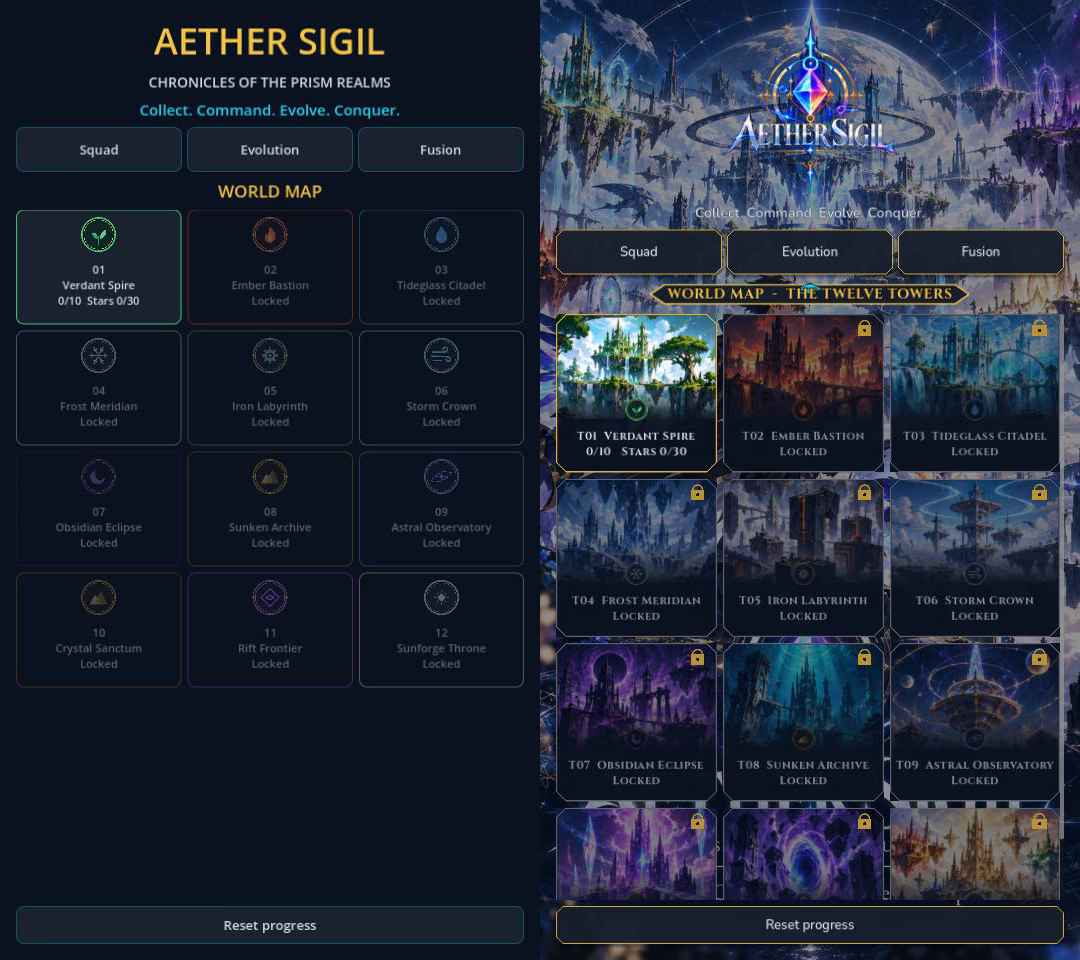 AETHER SIGIL
CHRONICLES OF THE PRISM REALMS
Collect. Command. Evolve. Conquer.
Squad
Evolution
Fusion
WORLD MAP
01
Verdant Spire
0/10 Stars 0/30
02
Ember Bastion
Locked
03
Tideglass Citadel
Locked
04
Frost Meridian
Locked
05
Iron Labyrinth
Locked
06
Storm Crown
Locked
07
Obsidian Eclipse
Locked
08
Sunken Archive
Locked
09
Astral Observatory
Locked
10
Crystal Sanctum
Locked
11
Rift Frontier
Locked
12
Sunforge Throne
Locked
Reset progress
AETHER SIGIL
Collect. Command. Evolve. Conquer.
Squad
Evolution
Fusion
WORLD MAP - THE TWELVE TOWERS
T01 VERDANT SPIRE
0/10 STARS 0/30
T02 EMBER BASTION
LOCKED
T03 TIDEGLASS CITADEL
LOCKED
T04 FROST MERIDIAN
LOCKED
T05 IRON LABYRINTH
LOCKED
T06 STORM CROWN
LOCKED
T07 OBSIDIAN ECLIPSE
LOCKED
T08 SUNKEN ARCHIVE
LOCKED
T09 ASTRAL OBSERVATORY
LOCKED
Reset progress